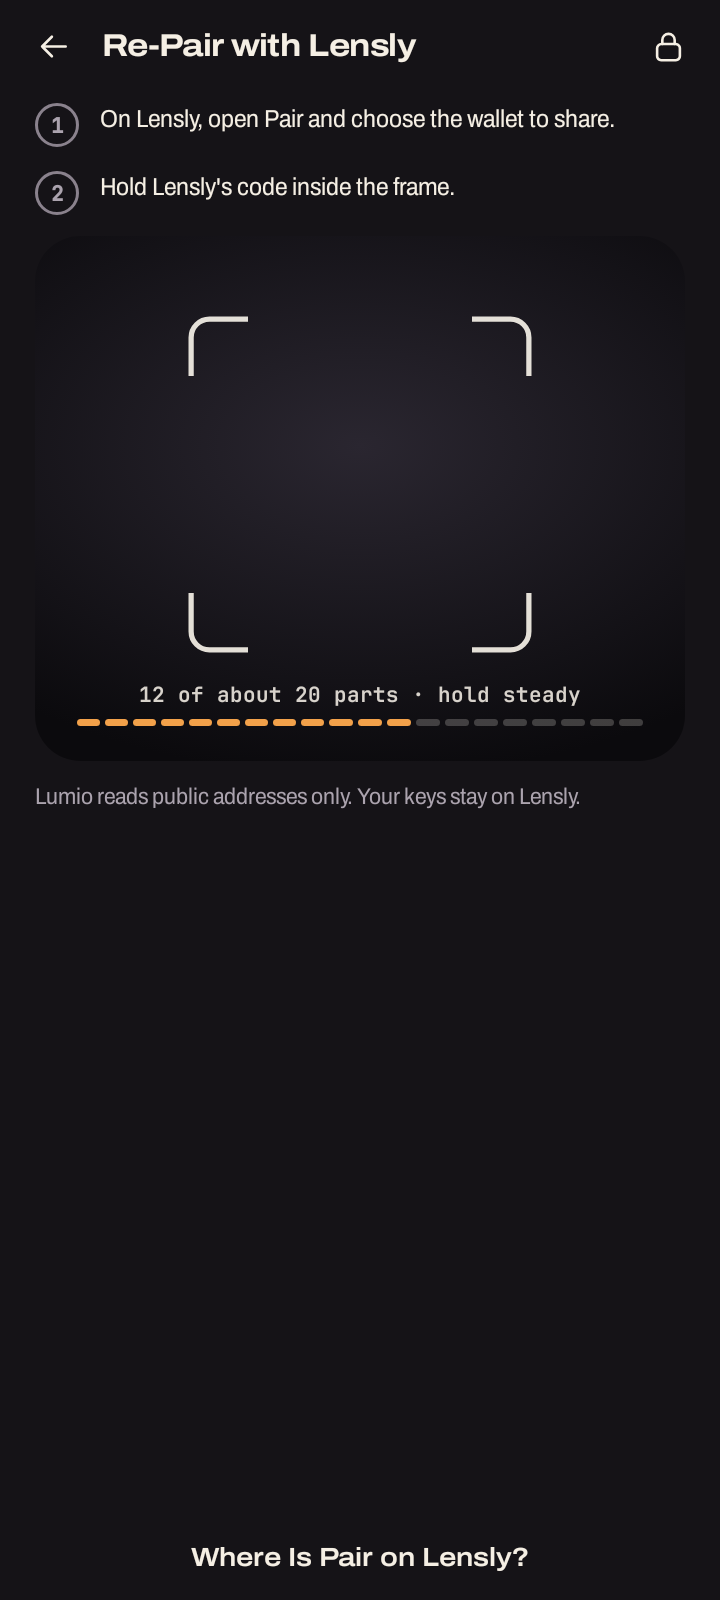 Re-Pair with Lensly
1 On Lensly, open Pair and choose the wallet to share.
2 Hold Lensly's code inside the frame.
12 of about 20 parts · hold steady
Lumio reads public addresses only. Your keys stay on Lensly.
Where Is Pair on Lensly?